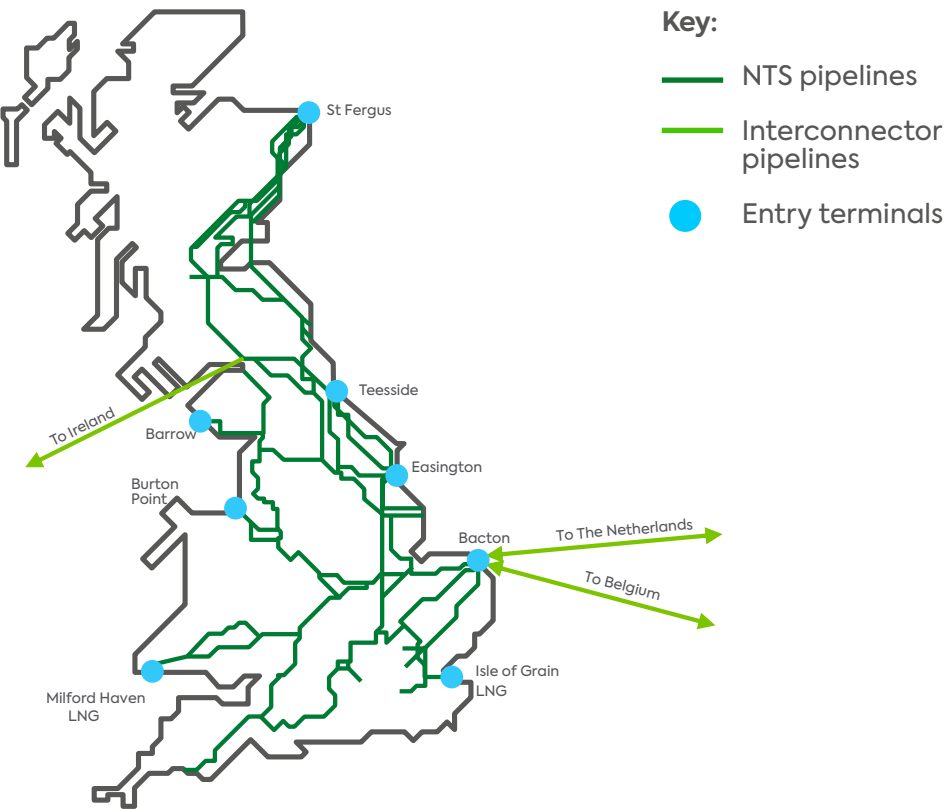 Key:
NTS pipelines
Interconnector
pipelines
Entry terminals
St Fergus
Teesside
To Ireland
Barrow
Easington
Burton
Point
To The Netherlands
Bacton
To Belgium
Isle of Grain
LNG
Milford Haven
LNG